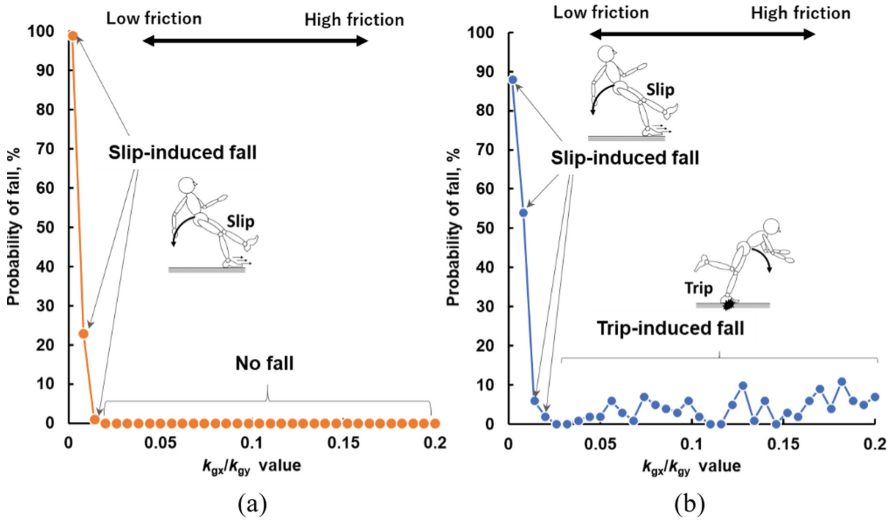 Low friction
High friction
100
90
80
70
60
50
40
30
20
10
0
Probability of fall, %
Slip-induced fall
Slip
No fall
0
0.05
0.1
0.15
0.2
kgx/kgy value
(a)
Low friction
High friction
100
90
80
70
60
50
40
30
20
10
0
Probability of fall, %
Slip
Slip-induced fall
Trip
Trip-induced fall
0
0.05
0.1
0.15
0.2
kgx/kgy value
(b)